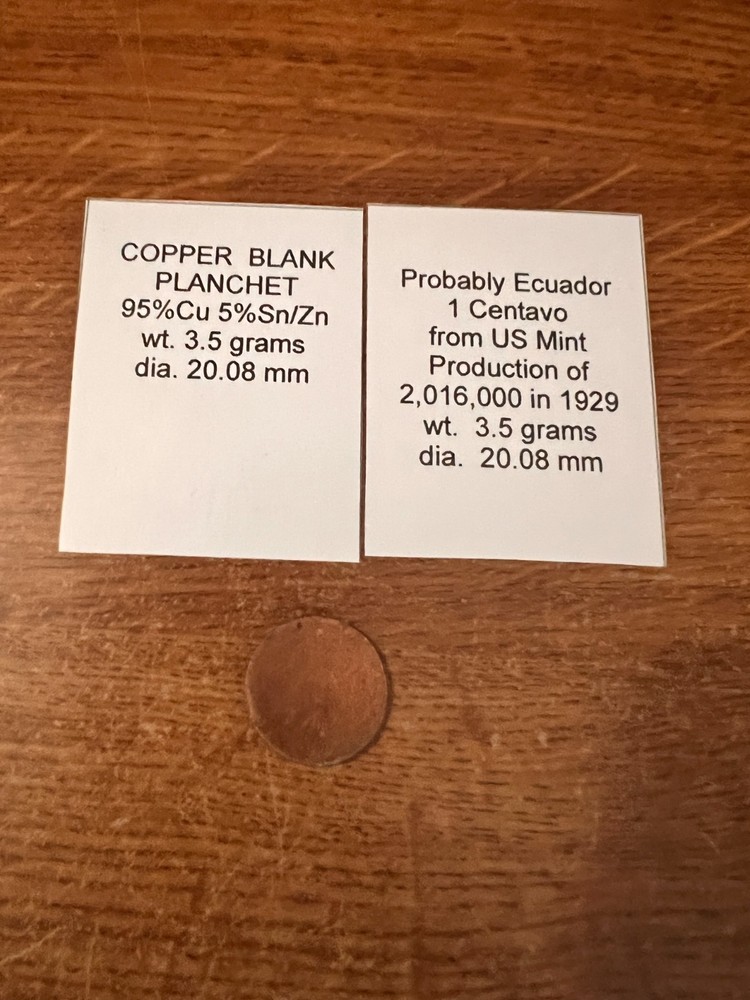 COPPER BLANK
PLANCHET
95%Cu 5%Sn/Zn
wt. 3.5 grams
dia. 20.08 mm
Probably Ecuador
1 Centavo
from US Mint
Production of
2,016,000 in 1929
wt. 3.5 grams
dia. 20.08 mm